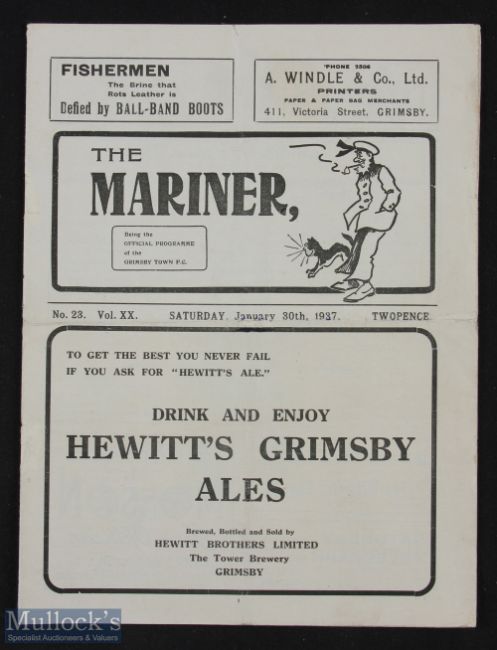 FISHERMEN
The Brine that
Rots Leather is
Defied by BALL-BAND BOOTS
'PHONE 2506
A. WINDLE & Co., Ltd.
PRINTERS
PAPER & PAPER BAG MERCHANTS
411, Victoria Street, GRIMSBY.
THE
MARINER,
Being the
OFFICIAL PROGRAMME
of the
GRIMSBY TOWN F.C.
No. 23. Vol. XX. SATURDAY, January 30th, 1937. TWOPENCE
TO GET THE BEST YOU NEVER FAIL
IF YOU ASK FOR "HEWITT'S ALE."
DRINK AND ENJOY
HEWITT'S GRIMSBY
ALES
Brewed, Bottled and Sold by
HEWITT BROTHERS LIMITED
The Tower Brewery
GRIMSBY
Mullock's
Specialist Auctioneers & Valuers